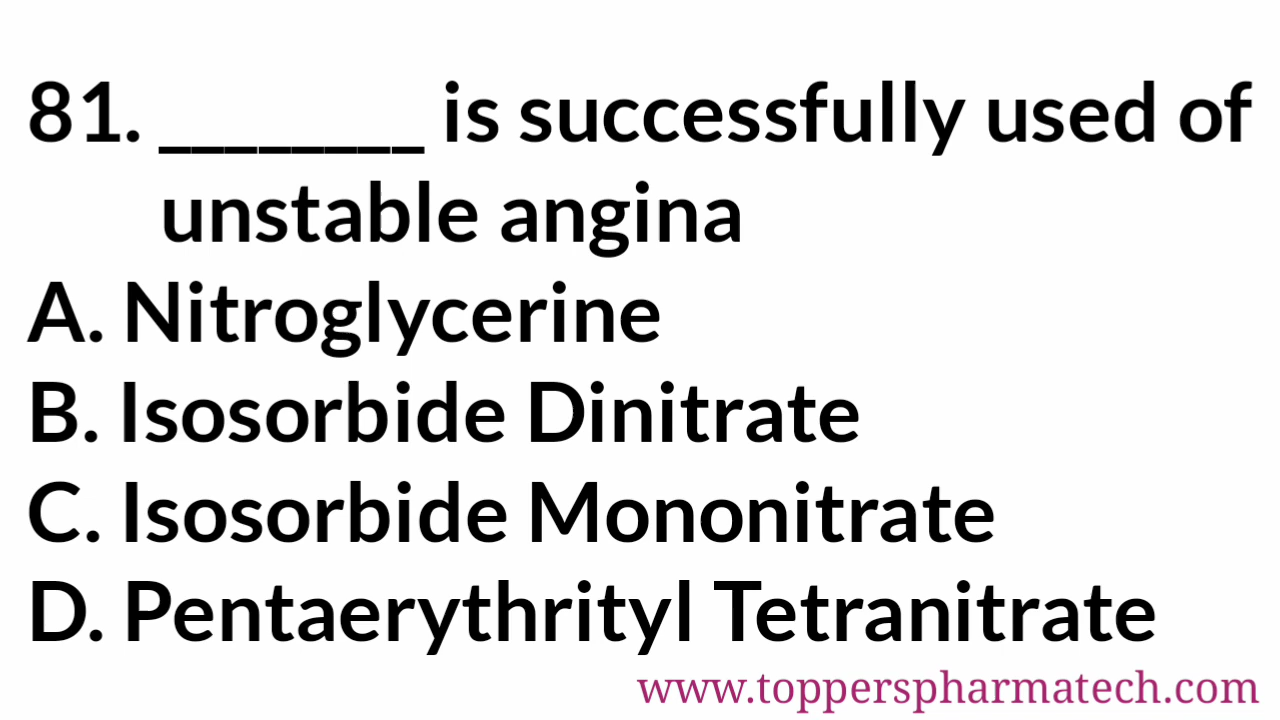 81. ________ is successfully used of
unstable angina
A. Nitroglycerine
B. Isosorbide Dinitrate
C. Isosorbide Mononitrate
D. Pentaerythrityl Tetranitrate
www.topperspharmatech.com